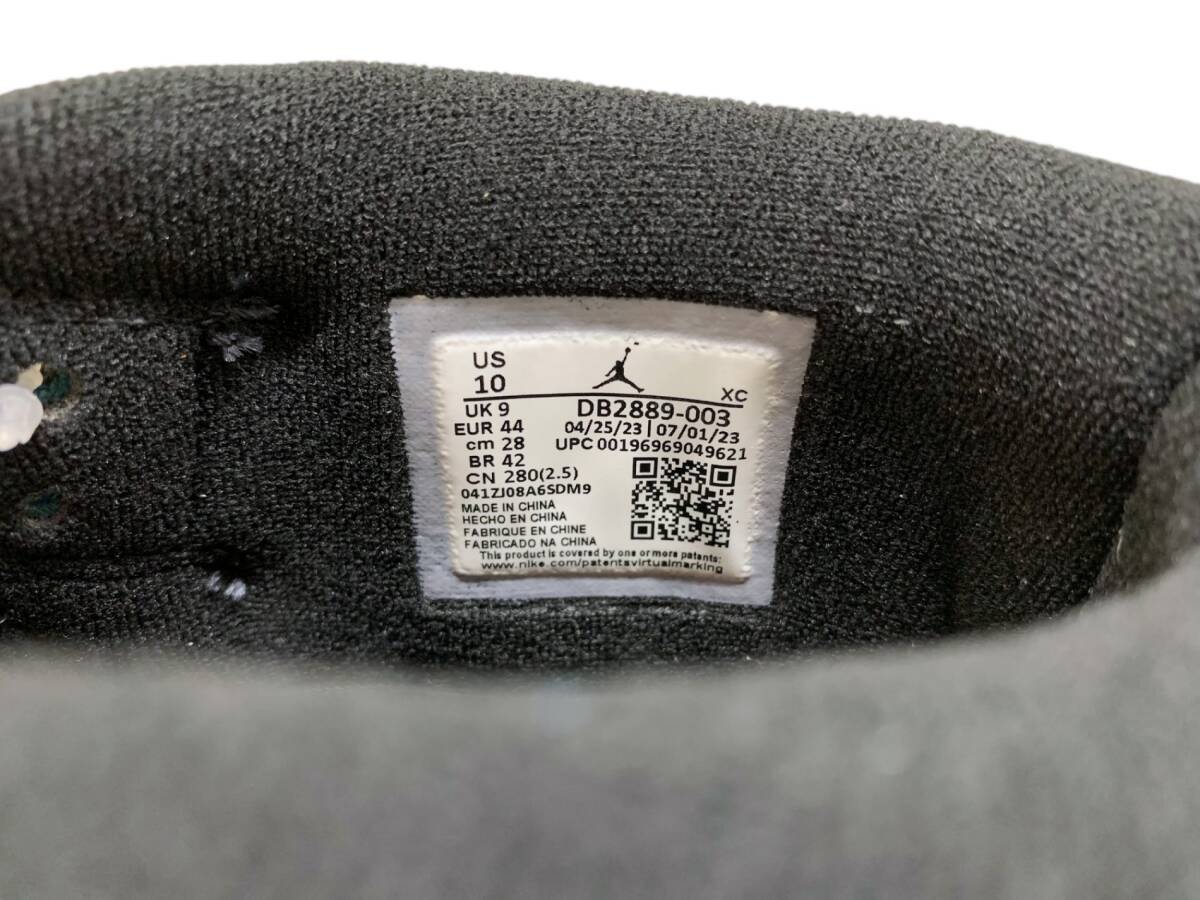 US
10
XC
UK 9
EUR 44
cm 28
BR 42
CN 280(2.5)
DB2889-003
04/25/23 | 07/01/23
UPC 00196969049621
041ZJ08A6SDM9
MADE IN CHINA
HECHO EN CHINA
FABRIQUE EN CHINE
FABRICADO NA CHINA
This product is covered by one or more patents:
www.nike.com/patentsvirtualmarking